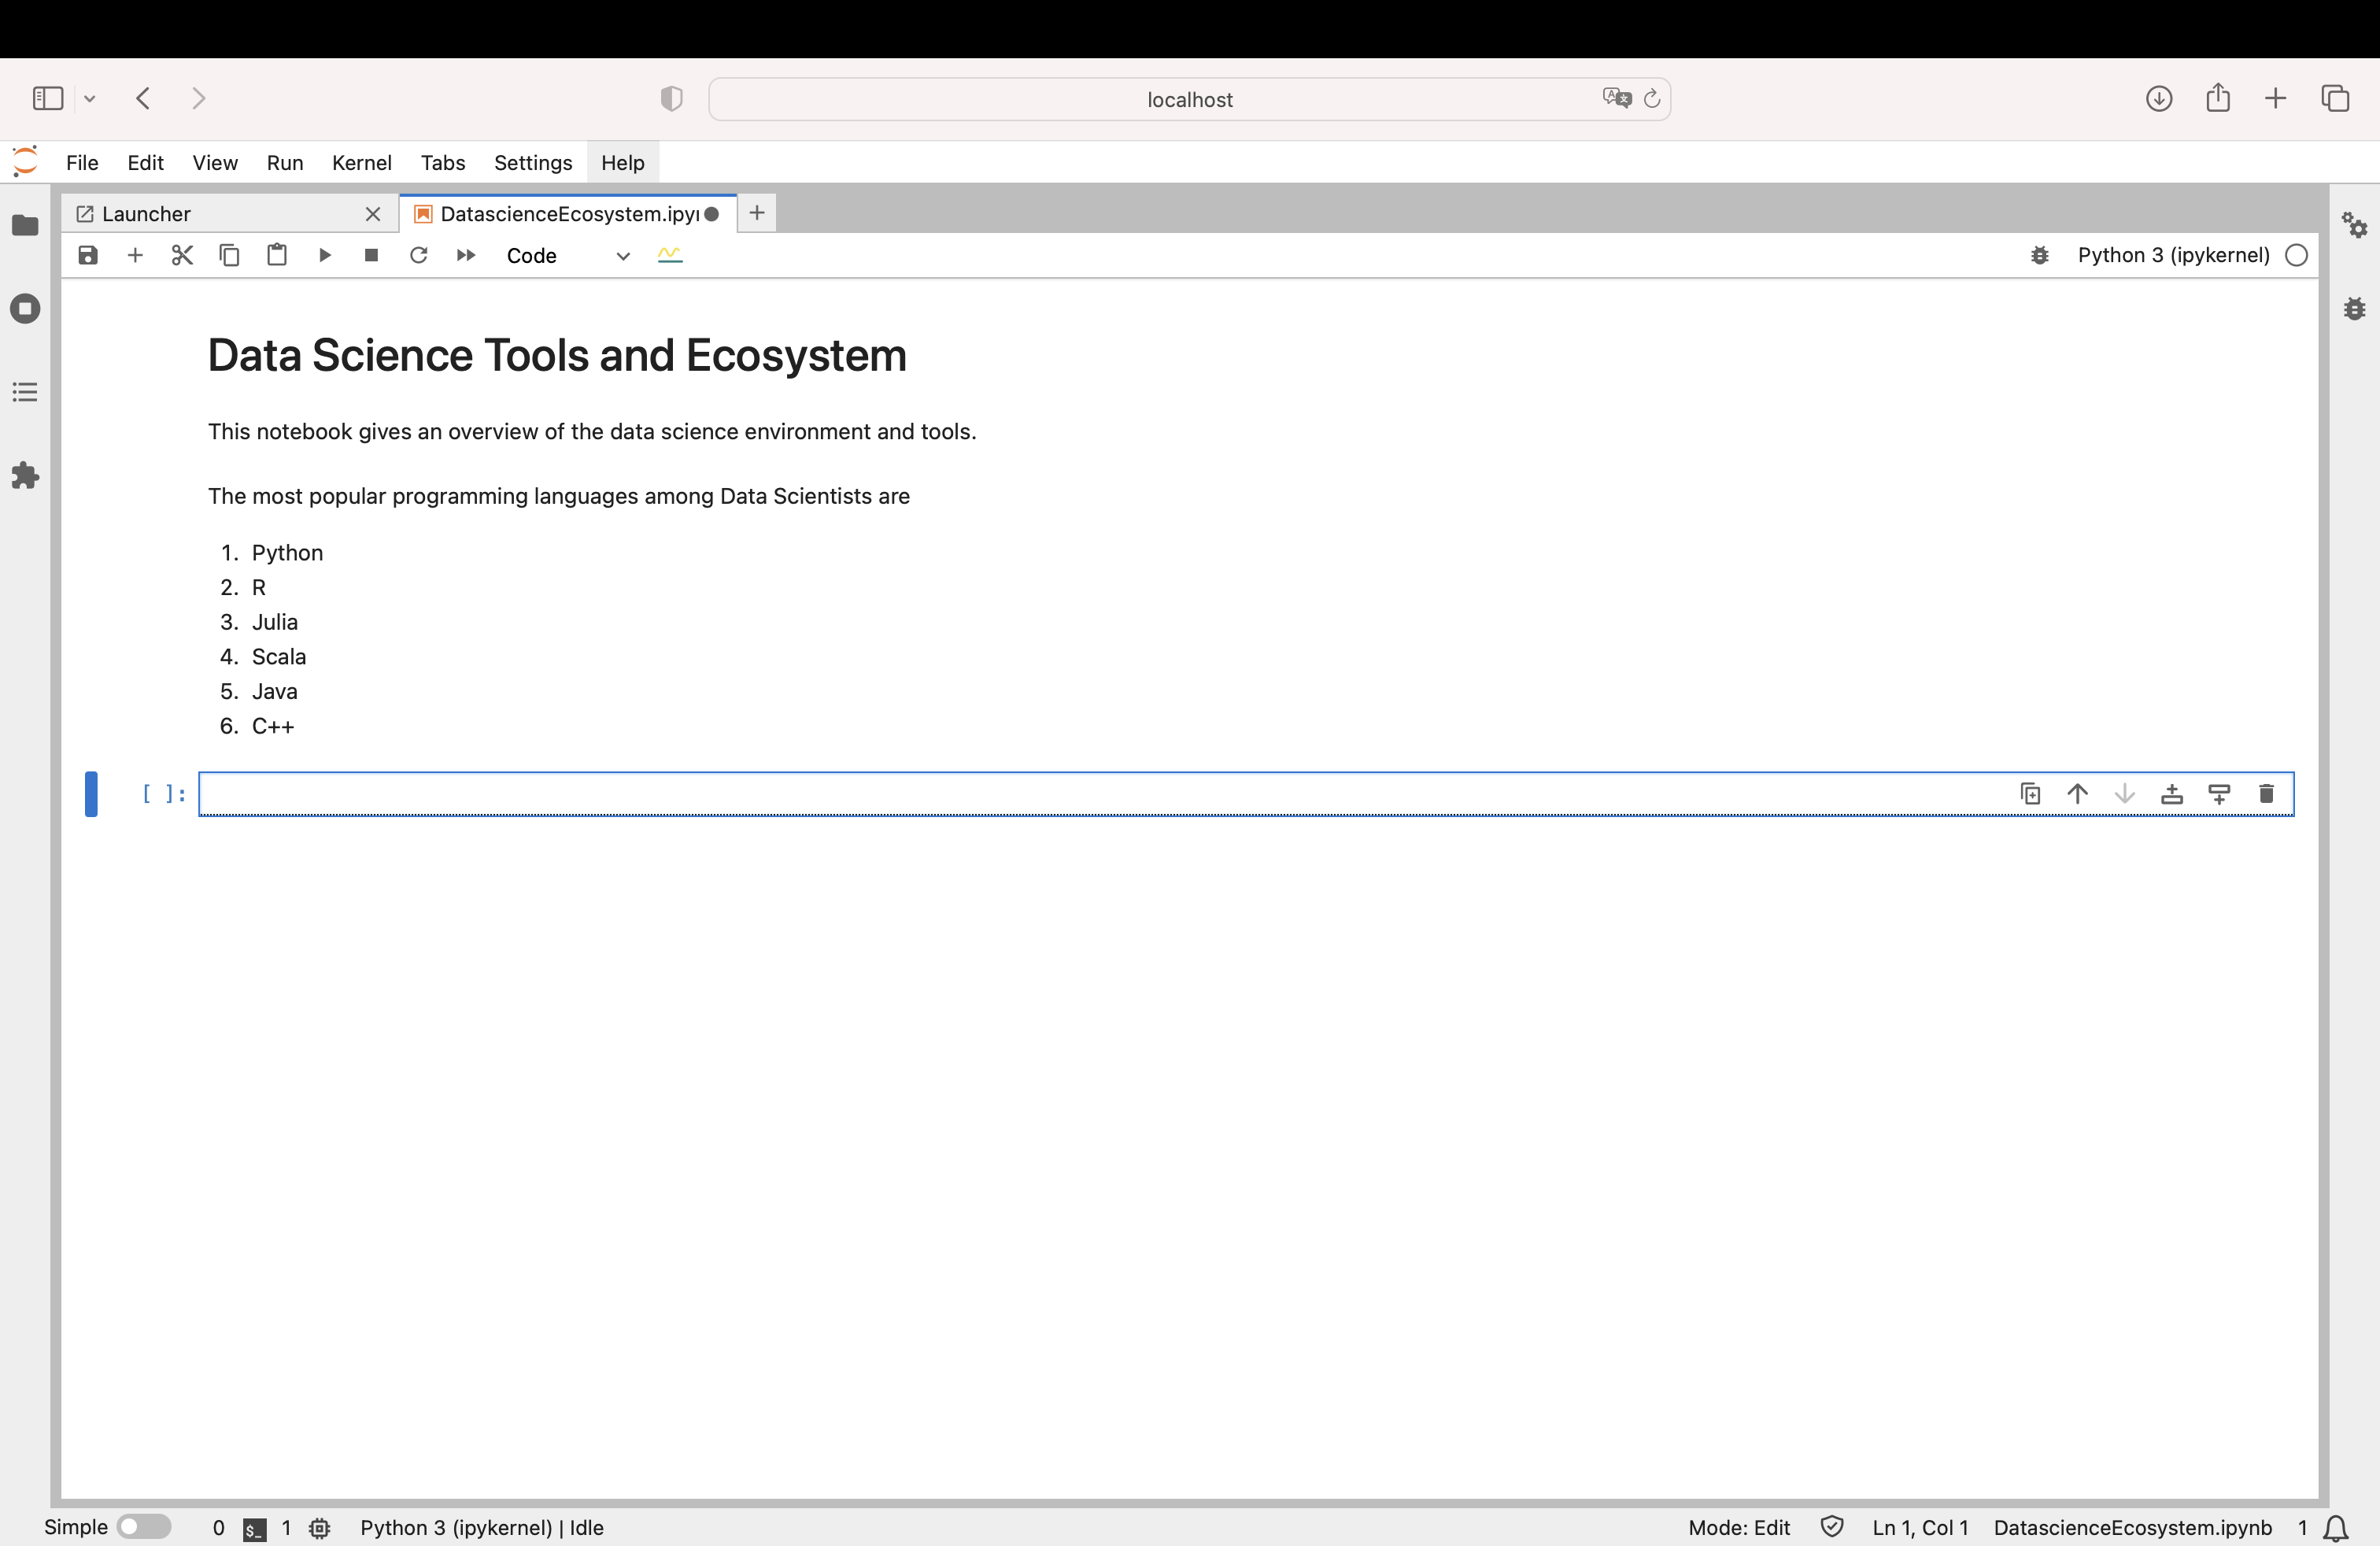 localhost
File Edit View Run Kernel Tabs Settings Help
Launcher DatascienceEcosystem.ipyn
Code Python 3 (ipykernel)
Data Science Tools and Ecosystem
This notebook gives an overview of the data science environment and tools.
The most popular programming languages among Data Scientists are
1. Python
2. R
3. Julia
4. Scala
5. Java
6. C++
[ ]:
Simple 0 $_ 1 Python 3 (ipykernel) | Idle Mode: Edit Ln 1, Col 1 DatascienceEcosystem.ipynb 1